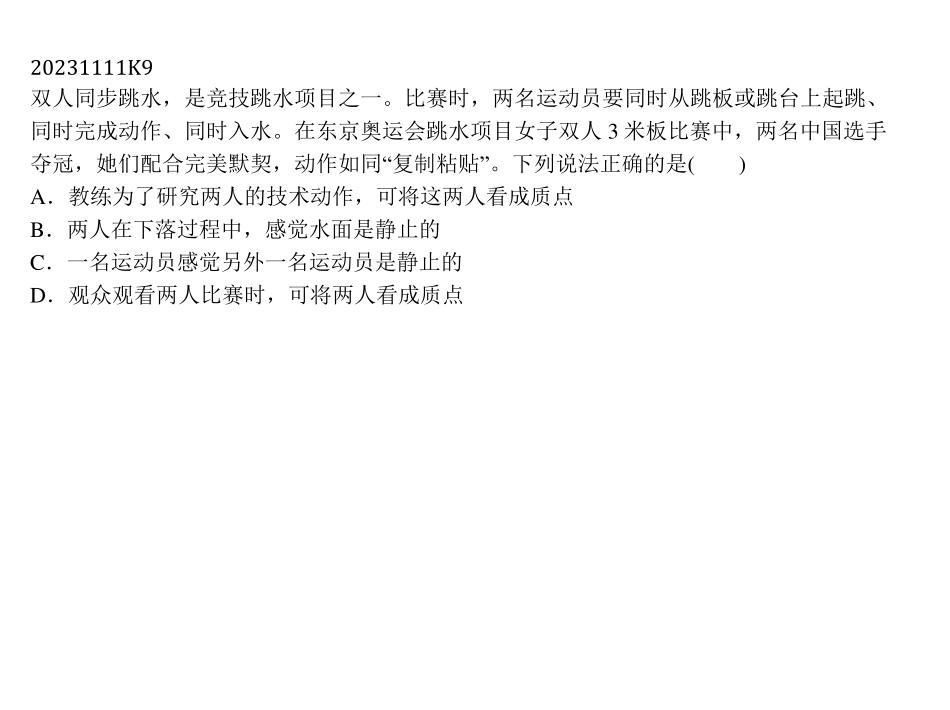 20231111K9
双人同步跳水，是竞技跳水项目之一。比赛时，两名运动员要同时从跳板或跳台上起跳、
同时完成动作、同时入水。在东京奥运会跳水项目女子双人 3 米板比赛中，两名中国选手
夺冠，她们配合完美默契，动作如同“复制粘贴”。下列说法正确的是(　　)
A．教练为了研究两人的技术动作，可将这两人看成质点
B．两人在下落过程中，感觉水面是静止的
C．一名运动员感觉另外一名运动员是静止的
D．观众观看两人比赛时，可将两人看成质点